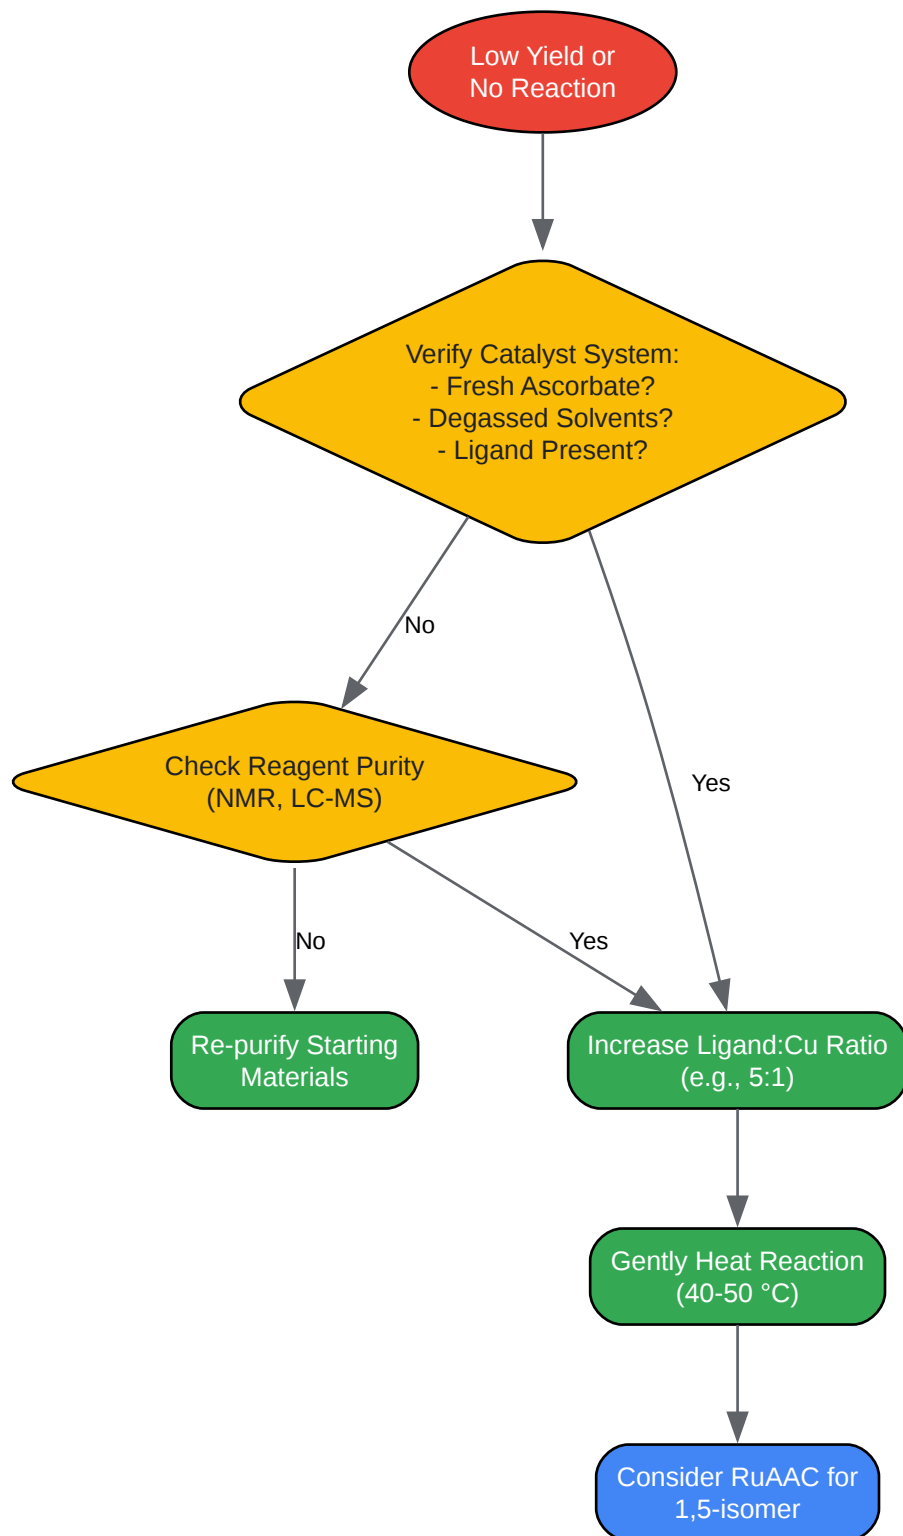 Low Yield or
No Reaction
Verify Catalyst System:
- Fresh Ascorbate?
- Degassed Solvents?
- Ligand Present?
No
Yes
Check Reagent Purity
(NMR, LC-MS)
No
Yes
Re-purify Starting
Materials
Increase Ligand:Cu Ratio
(e.g., 5:1)
Gently Heat Reaction
(40-50 °C)
Consider RuAAC for
1,5-isomer